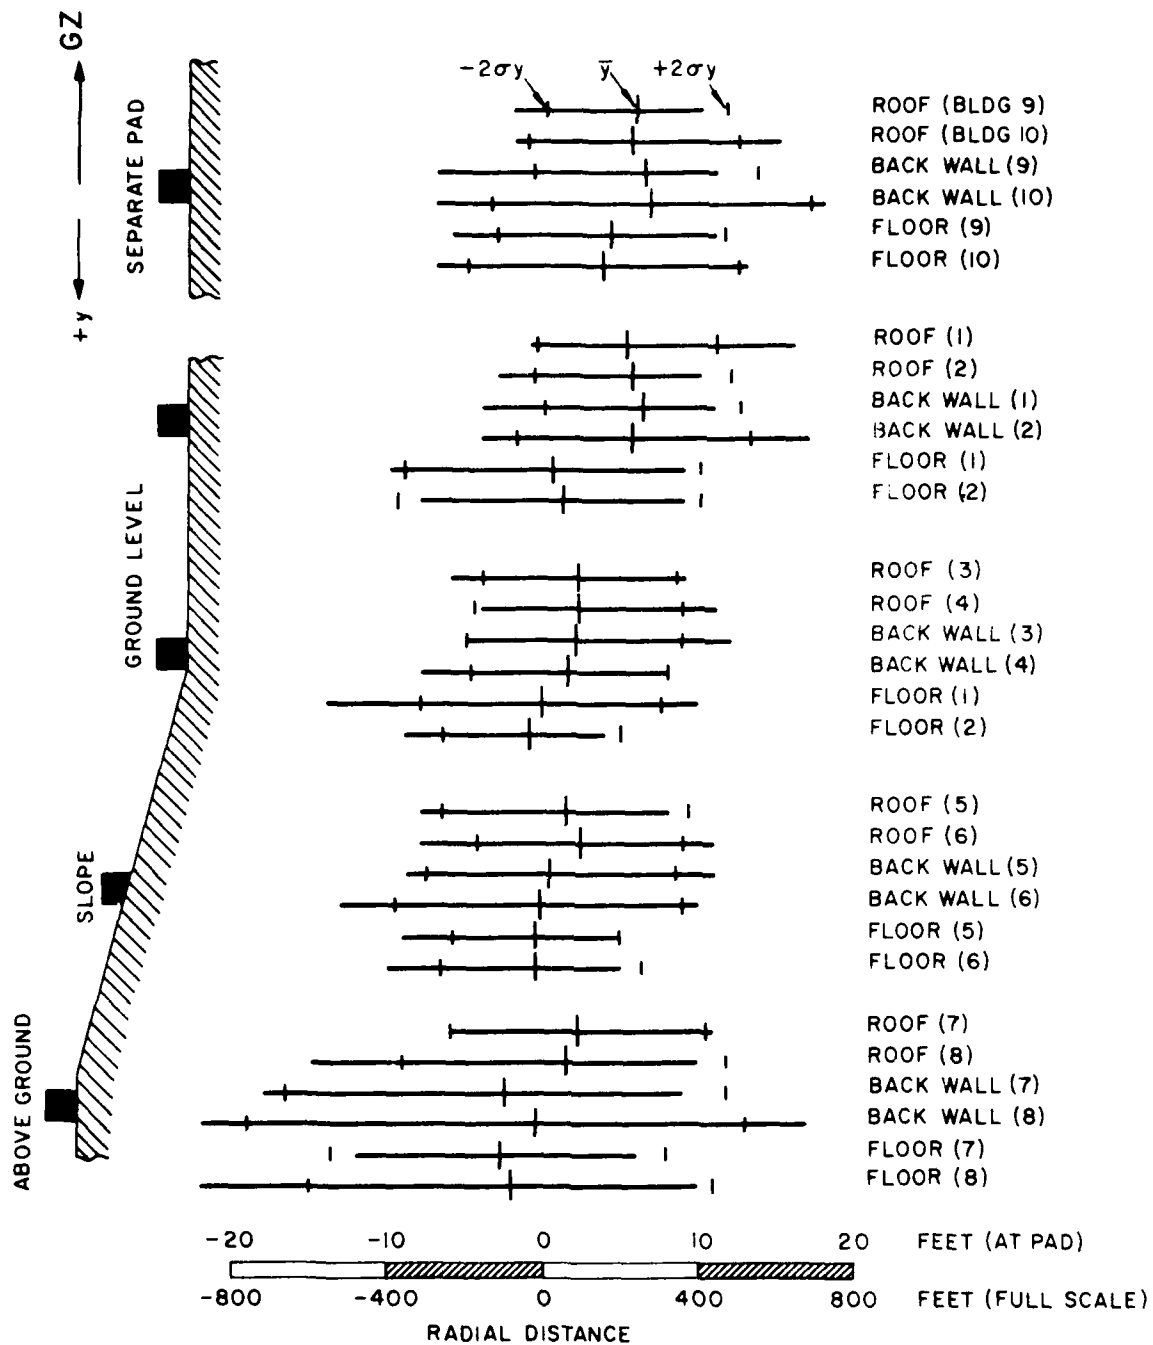 GZ
+y
SEPARATE PAD
GROUND LEVEL
SLOPE
ABOVE GROUND
-2σy
y̅
+2σy
ROOF (BLDG 9)
ROOF (BLDG 10)
BACK WALL (9)
BACK WALL (10)
FLOOR (9)
FLOOR (10)
ROOF (1)
ROOF (2)
BACK WALL (1)
BACK WALL (2)
FLOOR (1)
FLOOR (2)
ROOF (3)
ROOF (4)
BACK WALL (3)
BACK WALL (4)
FLOOR (1)
FLOOR (2)
ROOF (5)
ROOF (6)
BACK WALL (5)
BACK WALL (6)
FLOOR (5)
FLOOR (6)
ROOF (7)
ROOF (8)
BACK WALL (7)
BACK WALL (8)
FLOOR (7)
FLOOR (8)
-20 -10 0 10 20 FEET (AT PAD)
-800 -400 0 400 800 FEET (FULL SCALE)
RADIAL DISTANCE